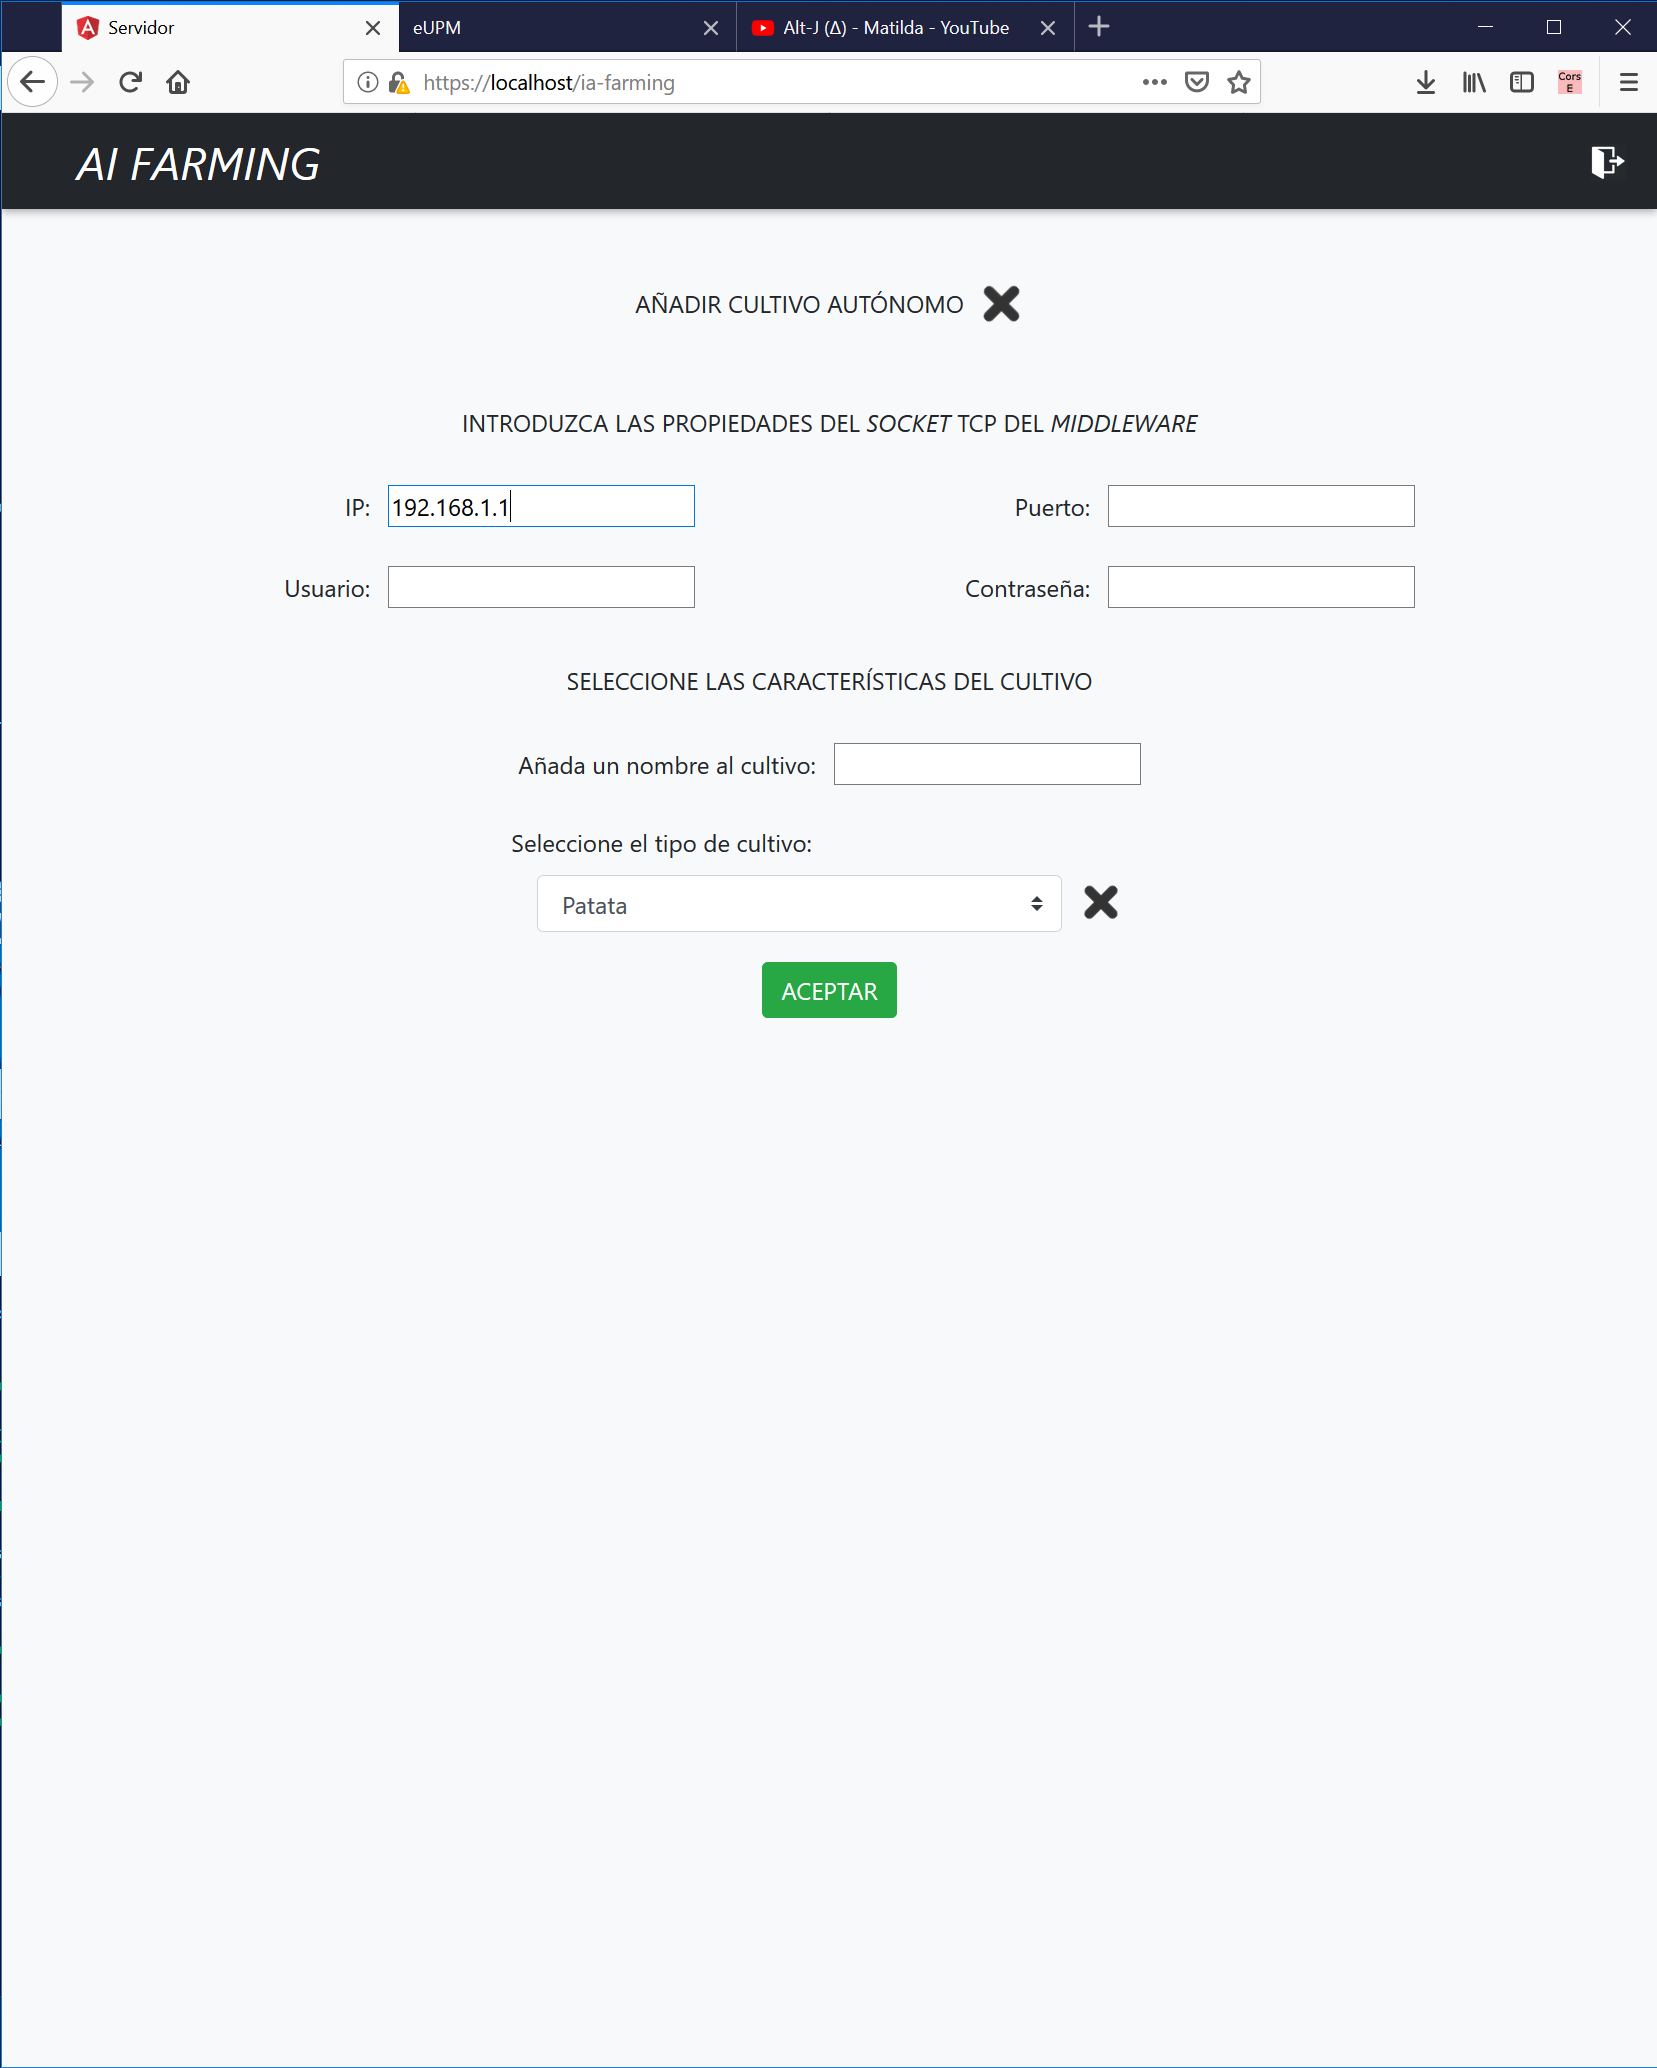 Servidor
eUPM
Alt-J (Δ) - Matilda - YouTube
https://localhost/ia-farming
Cors
E
AI FARMING
AÑADIR CULTIVO AUTÓNOMO
INTRODUZCA LAS PROPIEDADES DEL SOCKET TCP DEL MIDDLEWARE
IP: 192.168.1.1 Puerto:
Usuario: Contraseña:
SELECCIONE LAS CARACTERÍSTICAS DEL CULTIVO
Añada un nombre al cultivo:
Seleccione el tipo de cultivo:
Patata
ACEPTAR